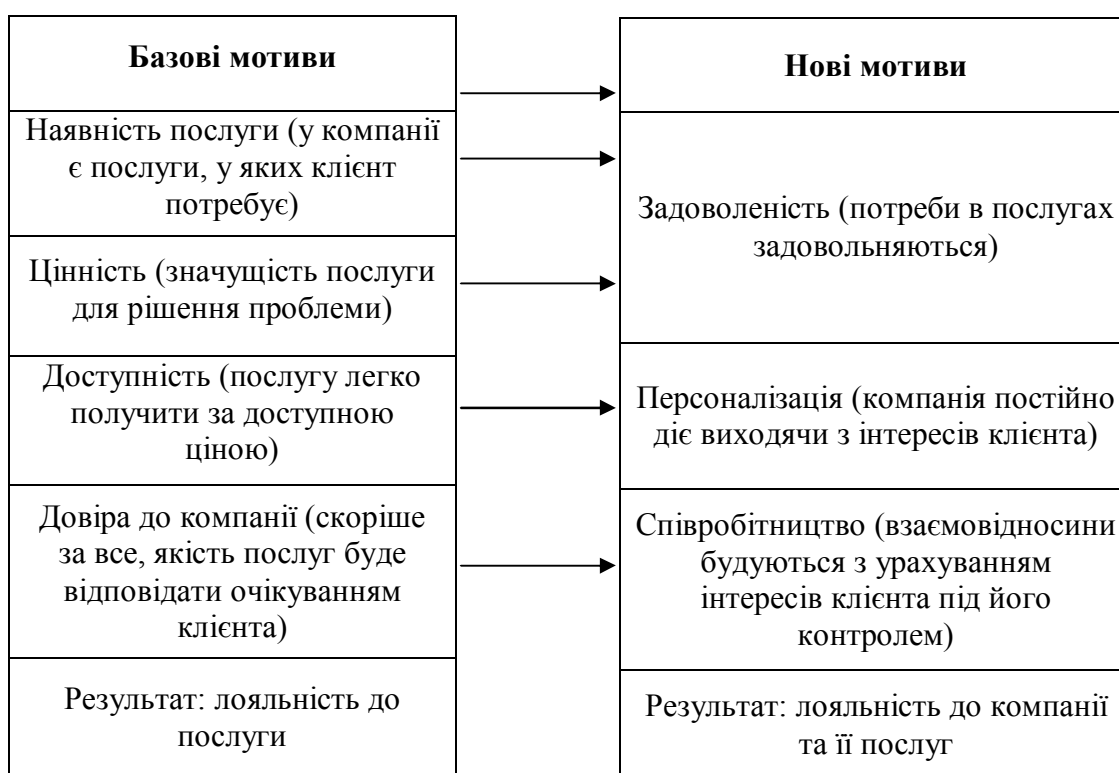 Базові мотиви
Наявність послуги (у компанії
є послуги, у яких клієнт
потребує)
Цінність (значущість послуги
для рішення проблеми)
Доступність (послугу легко
получити за доступною
ціною)
Довіра до компанії (скоріше
за все, якість послуг буде
відповідати очікуванням
клієнта)
Результат: лояльність до
послуги
Нові мотиви
Задоволеність (потреби в послугах
задовольняються)
Персоналізація (компанія постійно
діє виходячи з інтересів клієнта)
Співробітництво (взаємовідносини
будуються з урахуванням
інтересів клієнта під його
контролем)
Результат: лояльність до компанії
та її послуг